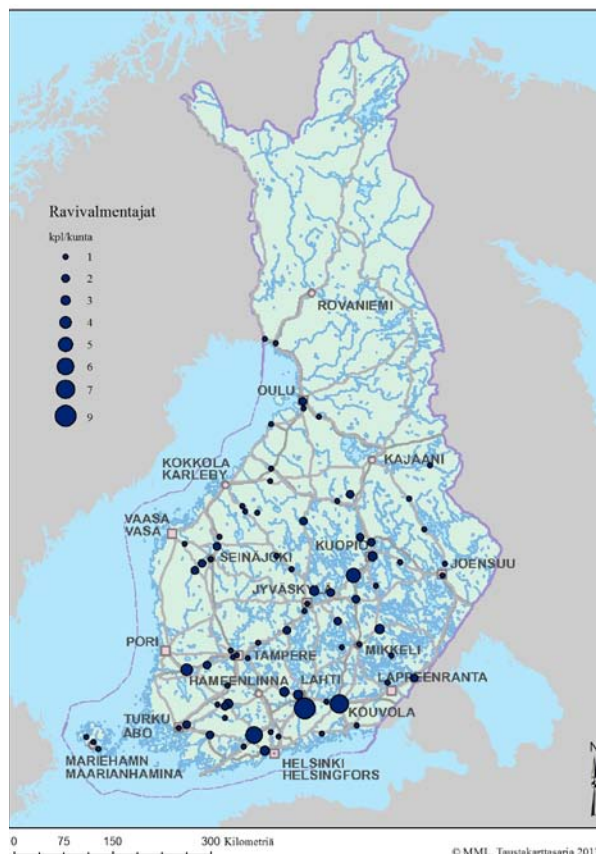 Ravivalmentajat
kpl/kunta
1
2
3
4
5
6
7
9
ROVANIEMI
OULU
KAJAANI
KOKKOLA
KARLEBY
VAASA
VASA
SEINÄJOKI
KUOPIO
JOENSUU
JYVÄSKYLÄ
PORI
TAMPERE
MIKKELI
HÄMEENLINNA
LAHTI
LAPPEENRANTA
KOUVOLA
TURKU
ÅBO
HELSINKI
HELSINGFORS
MARIEHAMN
MAARIANHAMINA
N
0 75 150 300 Kilometriä
© MML, Taustakarttasarja